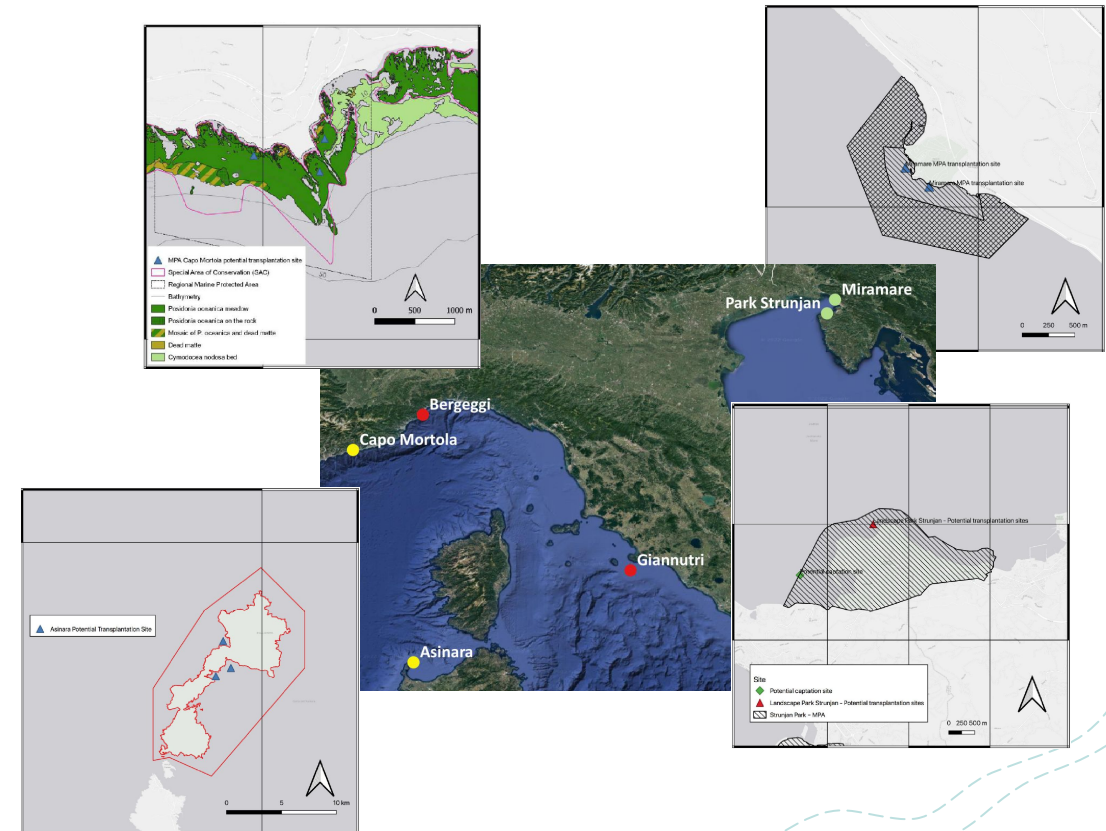 MPA Capo Mortola potential transplantation site
Special Area of Conservation (SAC)
Regional Marine Protected Area
Bathymetry
Posidonia oceanica meadow
Posidonia oceanica on the rock
Mosaic of P. oceanica and dead matte
Dead matte
Cymodocea nodosa bed
50
0 500 1000 m
Miramare MPA transplantation site
Miramare MPA transplantation site
0 250 500 m
Miramare
Park Strunjan
Bergeggi
Capo Mortola
Giannutri
Asinara
Asinara Potential Transplantation Site
0 5 10 km
Landscape Park Strunjan - Potential transplantation sites
Potential captation site
Site
Potential captation site
Landscape Park Strunjan - Potential transplantation sites
Strunjan Park - MPA
0 250 500 m